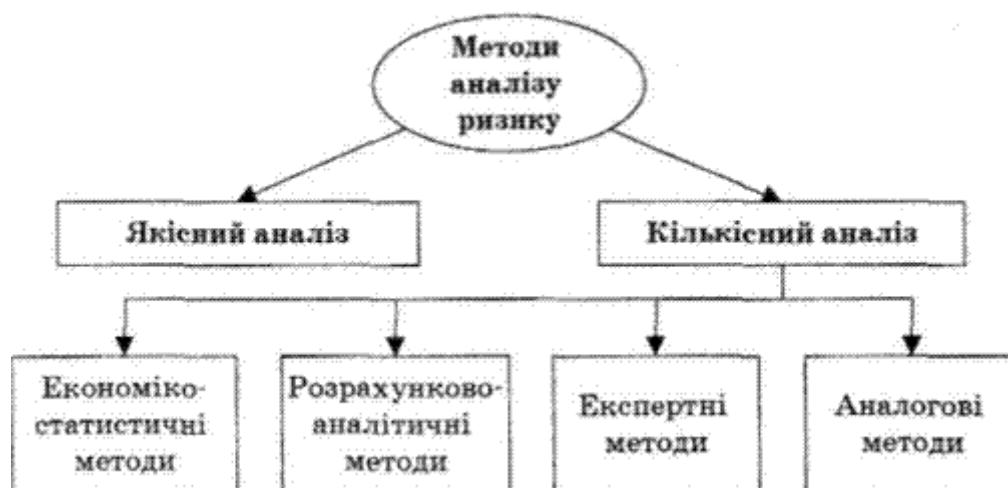 Методи
аналізу
ризику
Якісний аналіз
Кількісний аналіз
Економіко-
статистичні
методи
Розрахунково-
аналітичні
методи
Експертні
методи
Аналогові
методи